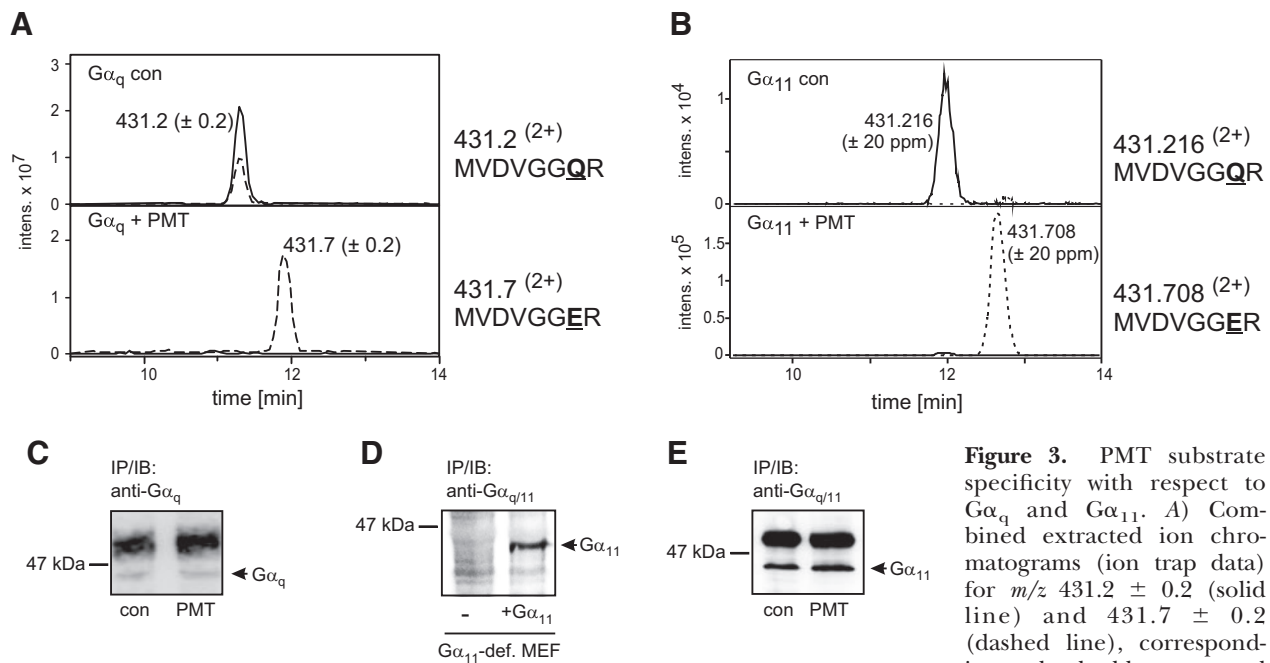 A
Gαq con
431.2 (± 0.2)
3
2
1
0
Gαq + PMT
431.7 (± 0.2)
2
1
0
intens. x 10^7
10
12
14
time [min]
431.2 (2+)
MVDVGGQR
431.7 (2+)
MVDVGGER
B
Gα11 con
431.216
(± 20 ppm)
1
0
intens. x 10^4
Gα11 + PMT
431.708
(± 20 ppm)
1.5
1
0.5
0
intens. x 10^5
10
12
14
time [min]
431.216 (2+)
MVDVGGQR
431.708 (2+)
MVDVGGER
C
IP/IB:
anti-Gαq
47 kDa
Gαq
con PMT
D
IP/IB:
anti-Gαq/11
47 kDa
Gα11
- +Gα11
Gα11-def. MEF
E
IP/IB:
anti-Gαq/11
47 kDa
Gα11
con PMT
Figure 3. PMT substrate
specificity with respect to
Gαq and Gα11. A) Com-
bined extracted ion chro-
matograms (ion trap data)
for m/z 431.2 ± 0.2 (solid
line) and 431.7 ± 0.2
(dashed line), correspond-